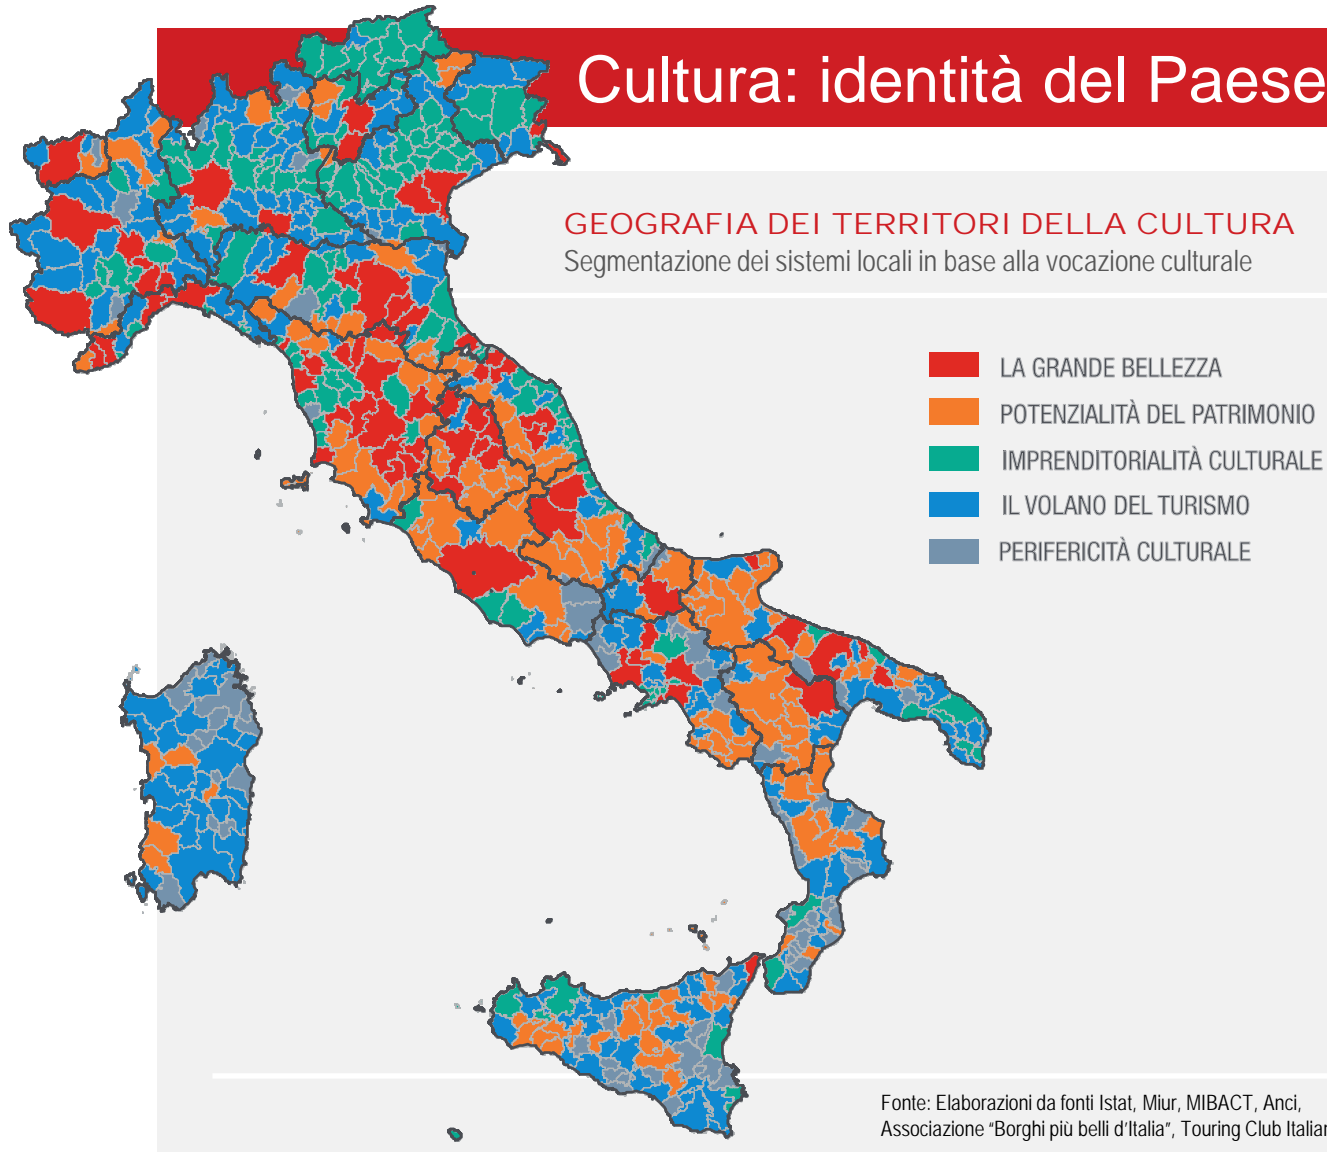 Cultura: identità del Paese
GEOGRAFIA DEI TERRITORI DELLA CULTURA
Segmentazione dei sistemi locali in base alla vocazione culturale
LA GRANDE BELLEZZA
POTENZIALITÀ DEL PATRIMONIO
IMPRENDITORIALITÀ CULTURALE
IL VOLANO DEL TURISMO
PERIFERICITÀ CULTURALE
Fonte: Elaborazioni da fonti Istat, Miur, MIBACT, Anci,
Associazione "Borghi più belli d'Italia", Touring Club Italian